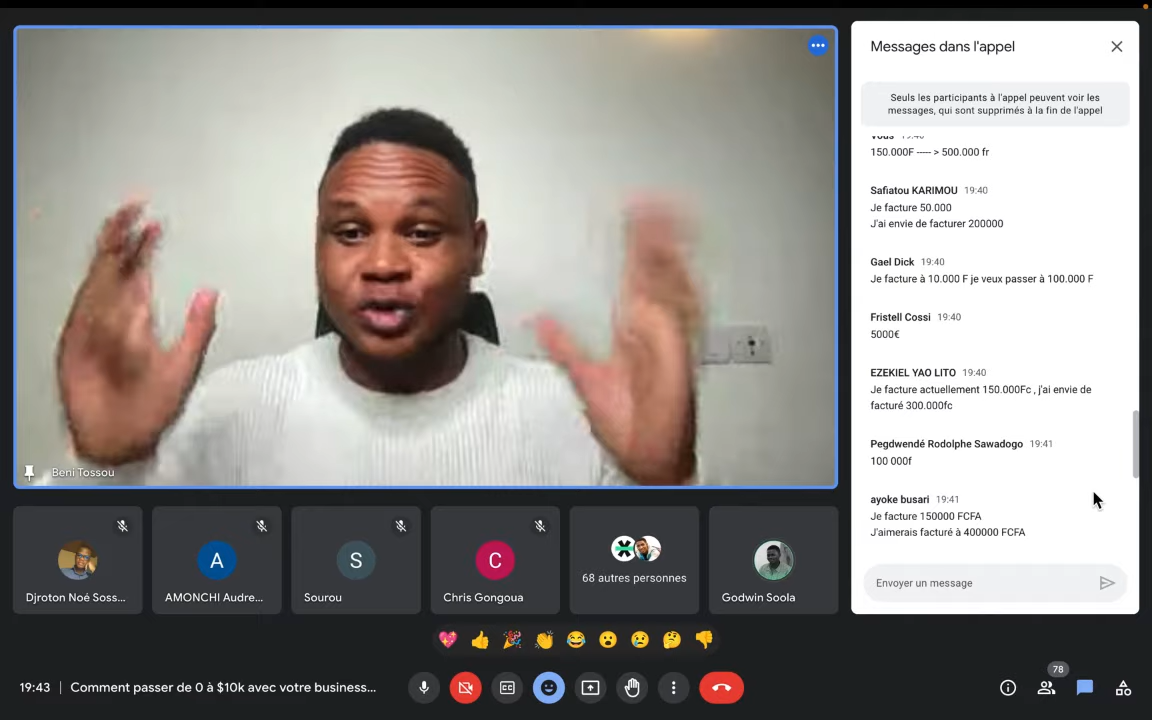 Messages dans l'appel
Seuls les participants à l'appel peuvent voir les
messages, qui sont supprimés à la fin de l'appel
Vous 19:40
150.000F ----- > 500.000 fr
Safiatou KARIMOU 19:40
Je facture 50.000
J'ai envie de facturer 200000
Gael Dick 19:40
Je facture à 10.000 F je veux passer à 100.000 F
Fristell Cossi 19:40
5000€
EZEKIEL YAO LITO 19:40
Je facture actuellement 150.000Fc , j'ai envie de
facturé 300.000fc
Pegdwendé Rodolphe Sawadogo 19:41
100 000f
ayoke busari 19:41
Je facture 150000 FCFA
J'aimerais facturé à 400000 FCFA
Envoyer un message
Beni Tossou
Djroton Noé Soss...
A
AMONCHI Audre...
S
Sourou
C
Chris Gongoua
68 autres personnes
Godwin Soola
19:43 | Comment passer de 0 à $10k avec votre business...
CC
78